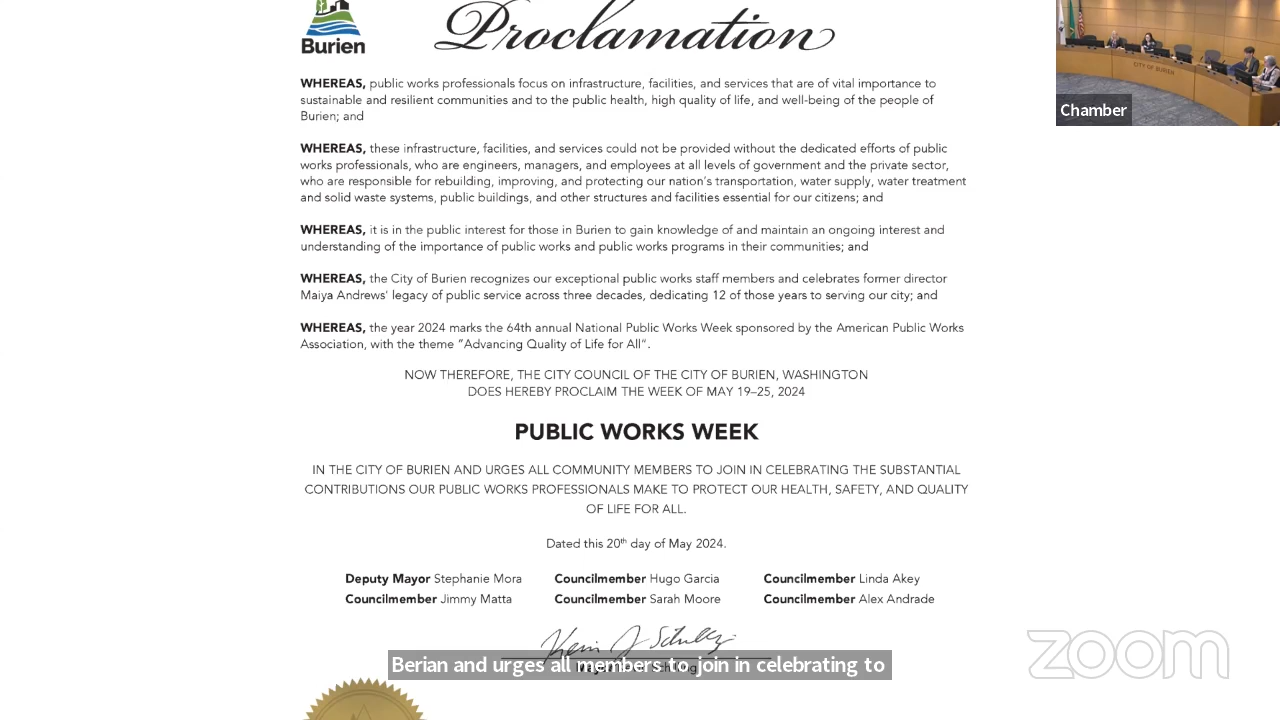 Proclamation
Burien
WHEREAS, public works professionals focus on infrastructure, facilities, and services that are of vital importance to
sustainable and resilient communities and to the public health, high quality of life, and well-being of the people of
Burien; and
WHEREAS, these infrastructure, facilities, and services could not be provided without the dedicated efforts of public
works professionals, who are engineers, managers, and employees at all levels of government and the private sector,
who are responsible for rebuilding, improving, and protecting our nation's transportation, water supply, water treatment
and solid waste systems, public buildings, and other structures and facilities essential for our citizens; and
WHEREAS, it is in the public interest for those in Burien to gain knowledge of and maintain an ongoing interest and
understanding of the importance of public works and public works programs in their communities; and
WHEREAS, the City of Burien recognizes our exceptional public works staff members and celebrates former director
Maiya Andrews' legacy of public service across three decades, dedicating 12 of those years to serving our city; and
WHEREAS, the year 2024 marks the 64th annual National Public Works Week sponsored by the American Public Works
Association, with the theme "Advancing Quality of Life for All".
NOW THEREFORE, THE CITY COUNCIL OF THE CITY OF BURIEN, WASHINGTON
DOES HEREBY PROCLAIM THE WEEK OF MAY 19–25, 2024
PUBLIC WORKS WEEK
IN THE CITY OF BURIEN AND URGES ALL COMMUNITY MEMBERS TO JOIN IN CELEBRATING THE SUBSTANTIAL
CONTRIBUTIONS OUR PUBLIC WORKS PROFESSIONALS MAKE TO PROTECT OUR HEALTH, SAFETY, AND QUALITY
OF LIFE FOR ALL.
Dated this 20th day of May 2024.
Deputy Mayor Stephanie Mora Councilmember Hugo Garcia Councilmember Linda Akey
Councilmember Jimmy Matta Councilmember Sarah Moore Councilmember Alex Andrade
Kevin J Schilling
Berian and urges all members to join in celebrating to
CITY OF BURIEN
Chamber
zoom